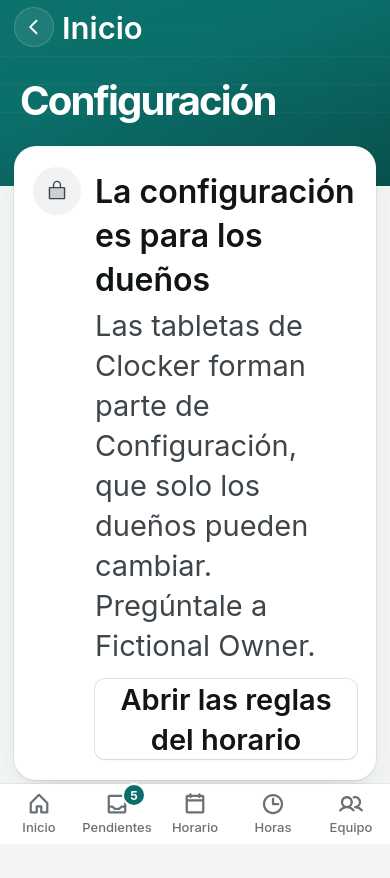 Inicio
Configuración
La configuración
es para los
dueños
Las tabletas de
Clocker forman
parte de
Configuración,
que solo los
dueños pueden
cambiar.
Pregúntale a
Fictional Owner.
Abrir las reglas
del horario
5
Inicio
Pendientes
Horario
Horas
Equipo